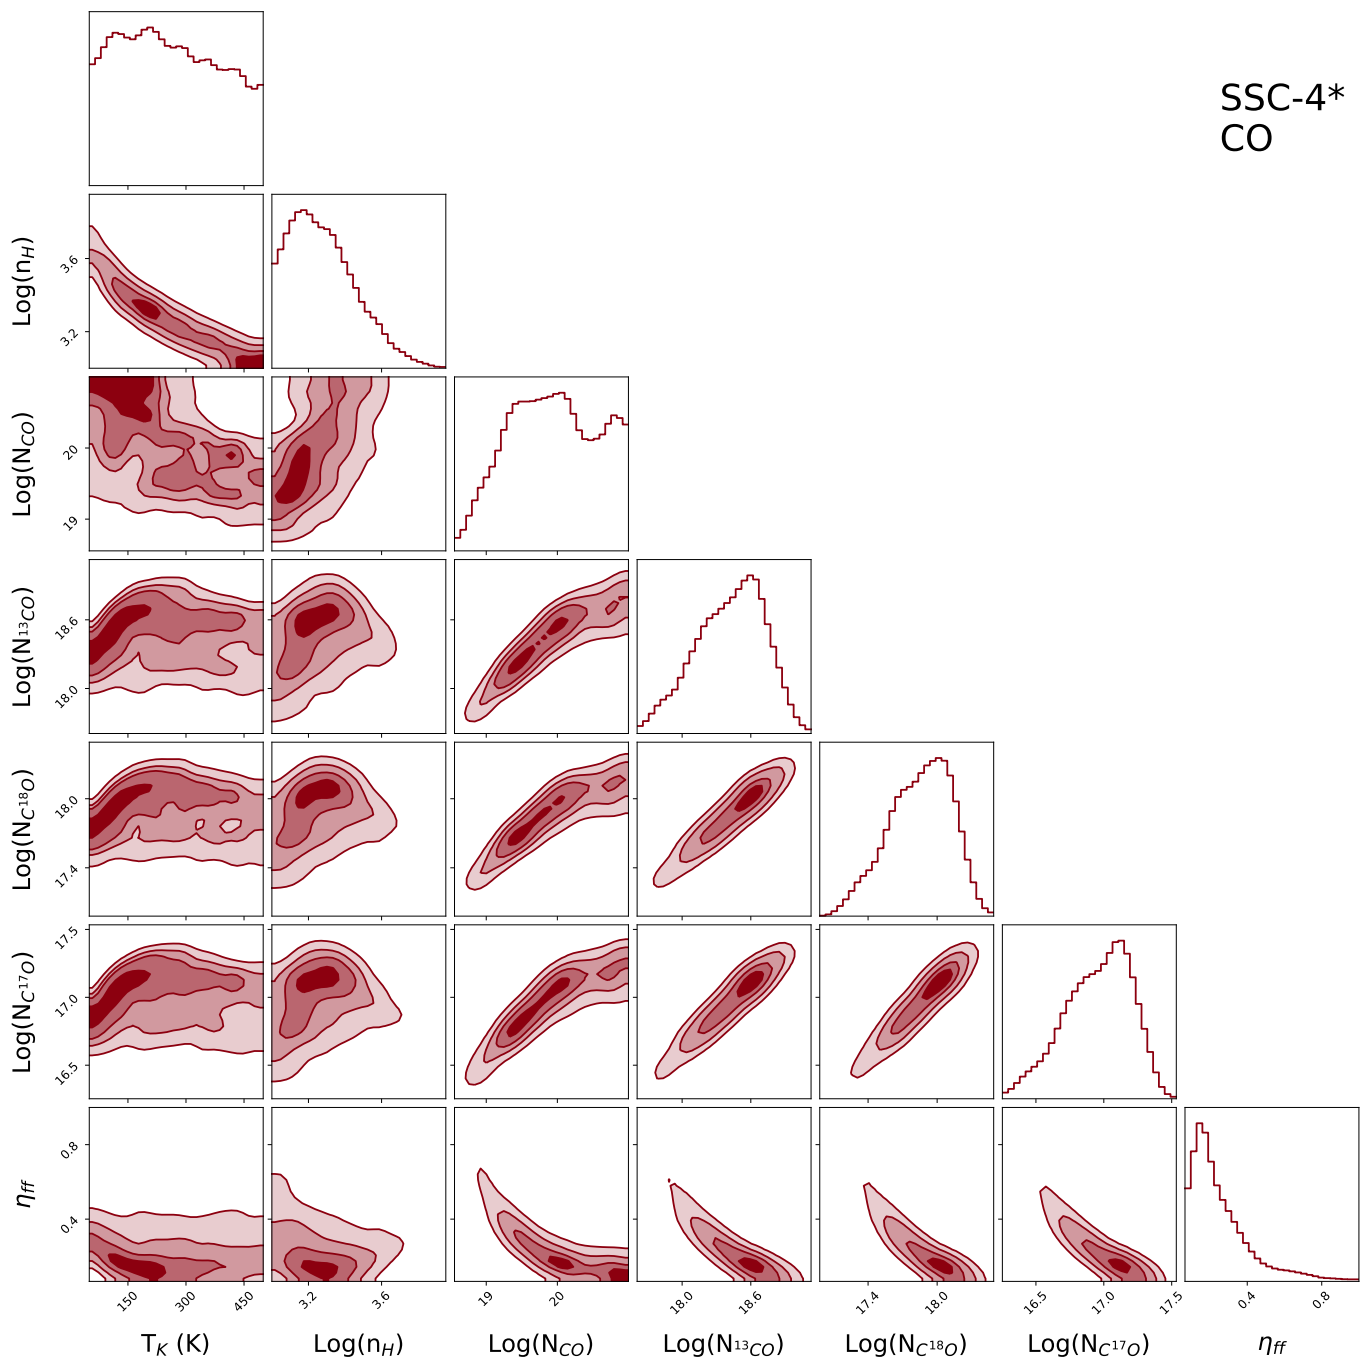 SSC-4*
CO
Log(n_H)
3.6
3.2
Log(N_CO)
20
19
Log(N_¹³CO)
18.6
18.0
Log(N_C¹⁸O)
18.0
17.4
Log(N_C¹⁷O)
17.5
17.0
16.5
η_ff
0.8
0.4
150 300 450 3.2 3.6 19 20 18.0 18.6 17.4 18.0 16.5 17.0 17.5 0.4 0.8
T_K (K) Log(n_H) Log(N_CO) Log(N_¹³CO) Log(N_C¹⁸O) Log(N_C¹⁷O) η_ff